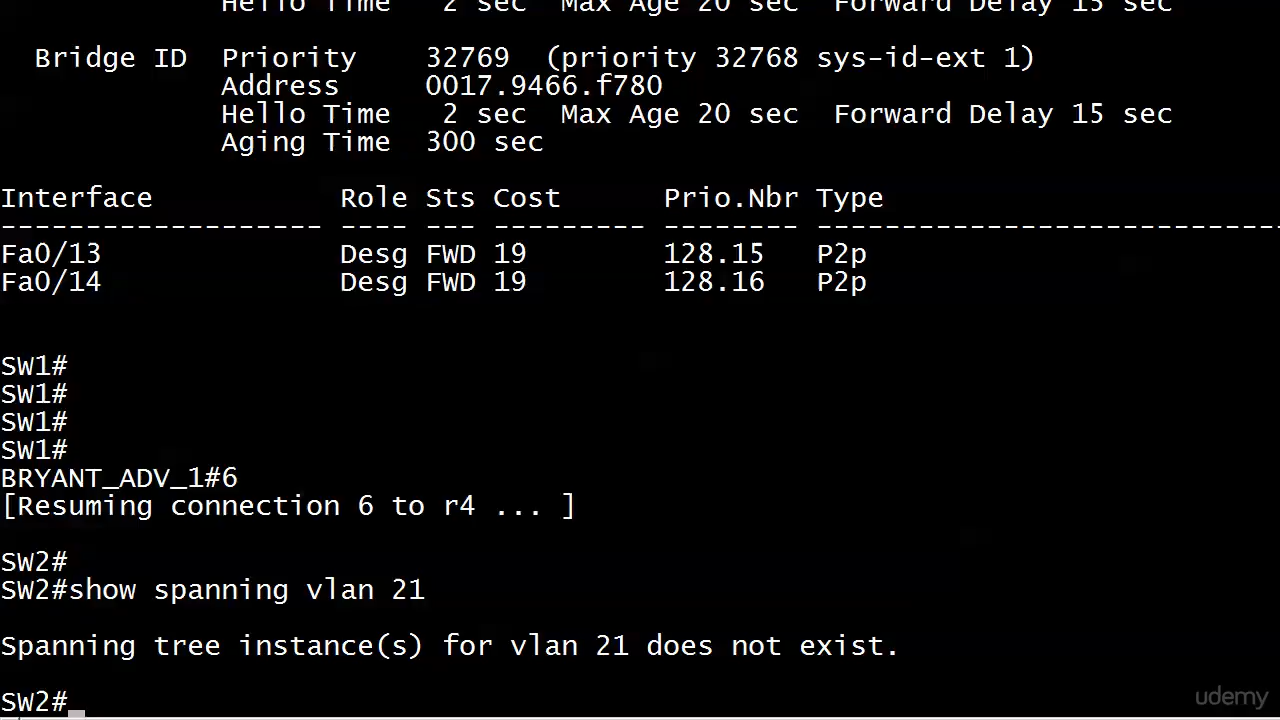 Hello Time   2 sec  Max Age 20 sec  Forward Delay 15 sec
Bridge ID  Priority    32769  (priority 32768 sys-id-ext 1)
Address     0017.9466.f780
Hello Time   2 sec  Max Age 20 sec  Forward Delay 15 sec
Aging Time  300 sec
Interface           Role Sts Cost      Prio.Nbr Type
------------------- ---- --- --------- -------- --------------------------------
Fa0/13              Desg FWD 19        128.15   P2p
Fa0/14              Desg FWD 19        128.16   P2p
SW1#
SW1#
SW1#
SW1#
BRYANT_ADV_1#6
[Resuming connection 6 to r4 ... ]
SW2#
SW2#show spanning vlan 21
Spanning tree instance(s) for vlan 21 does not exist.
SW2#
udemy